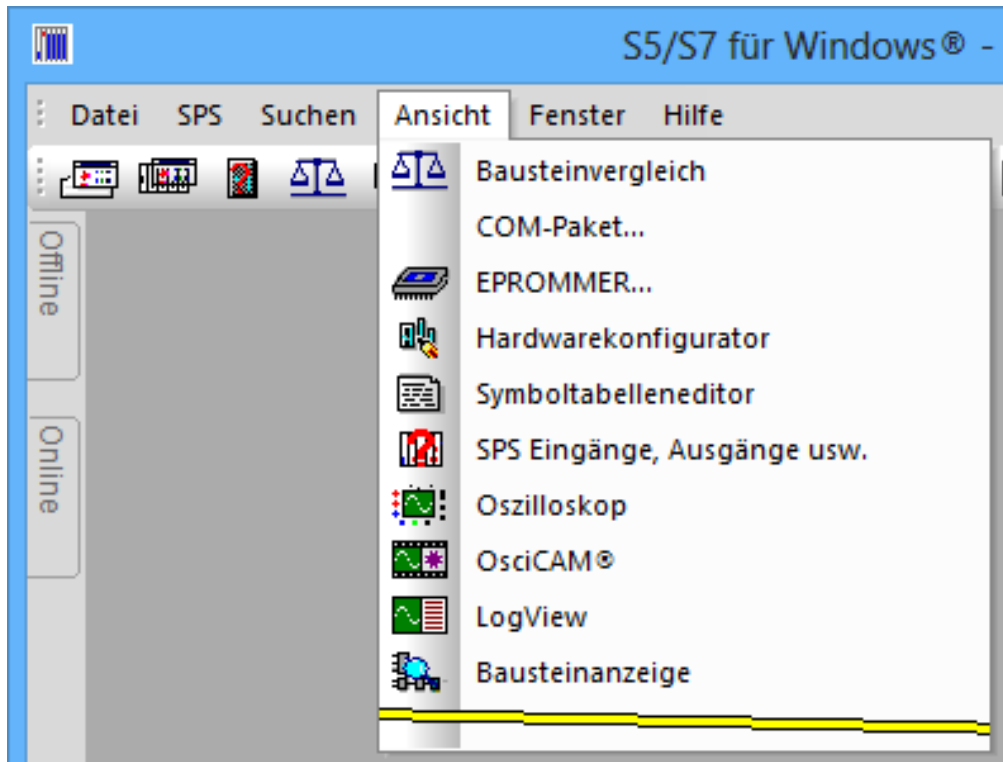 S5/S7 für Windows® -
Datei SPS Suchen Ansicht Fenster Hilfe
Bausteinvergleich
COM-Paket...
EPROMMER...
Hardwarekonfigurator
Symboltabelleneditor
SPS Eingänge, Ausgänge usw.
Oszilloskop
OsciCAM®
LogView
Bausteinanzeige
Offline
Online